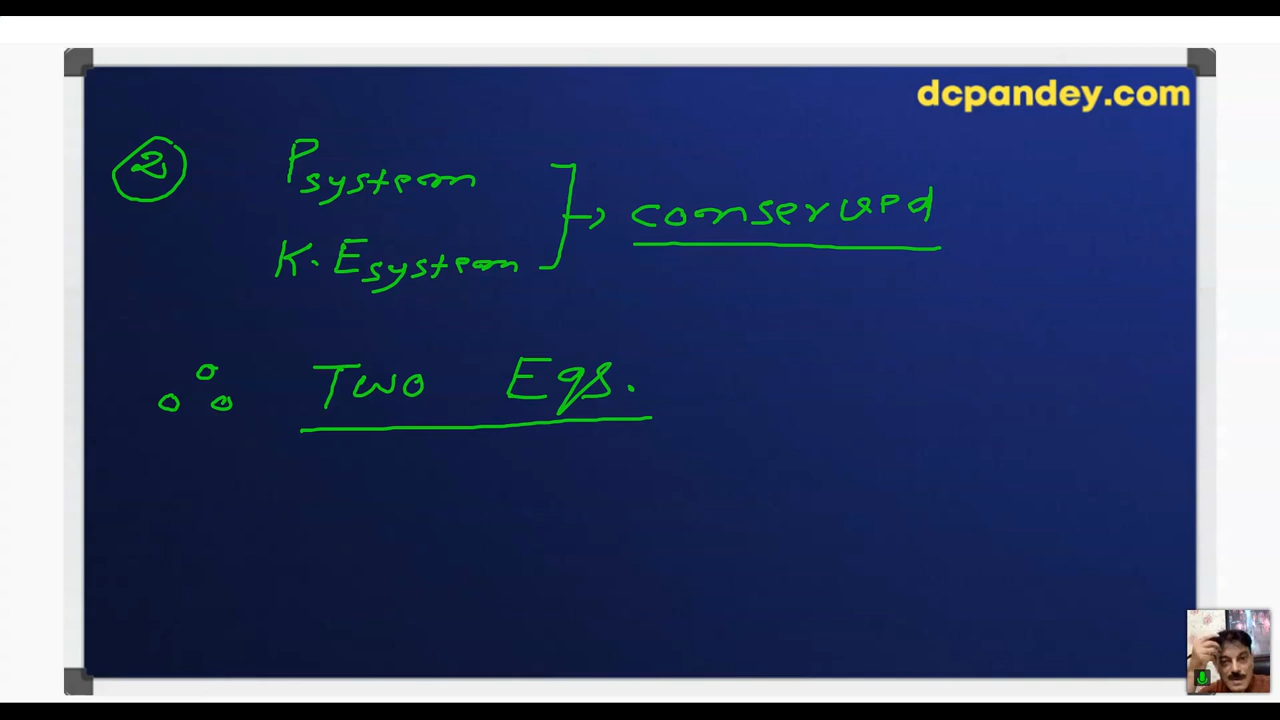 dcpandey.com
2 Psystem
K.Esystem ] → conserved
∴ Two Eqs.